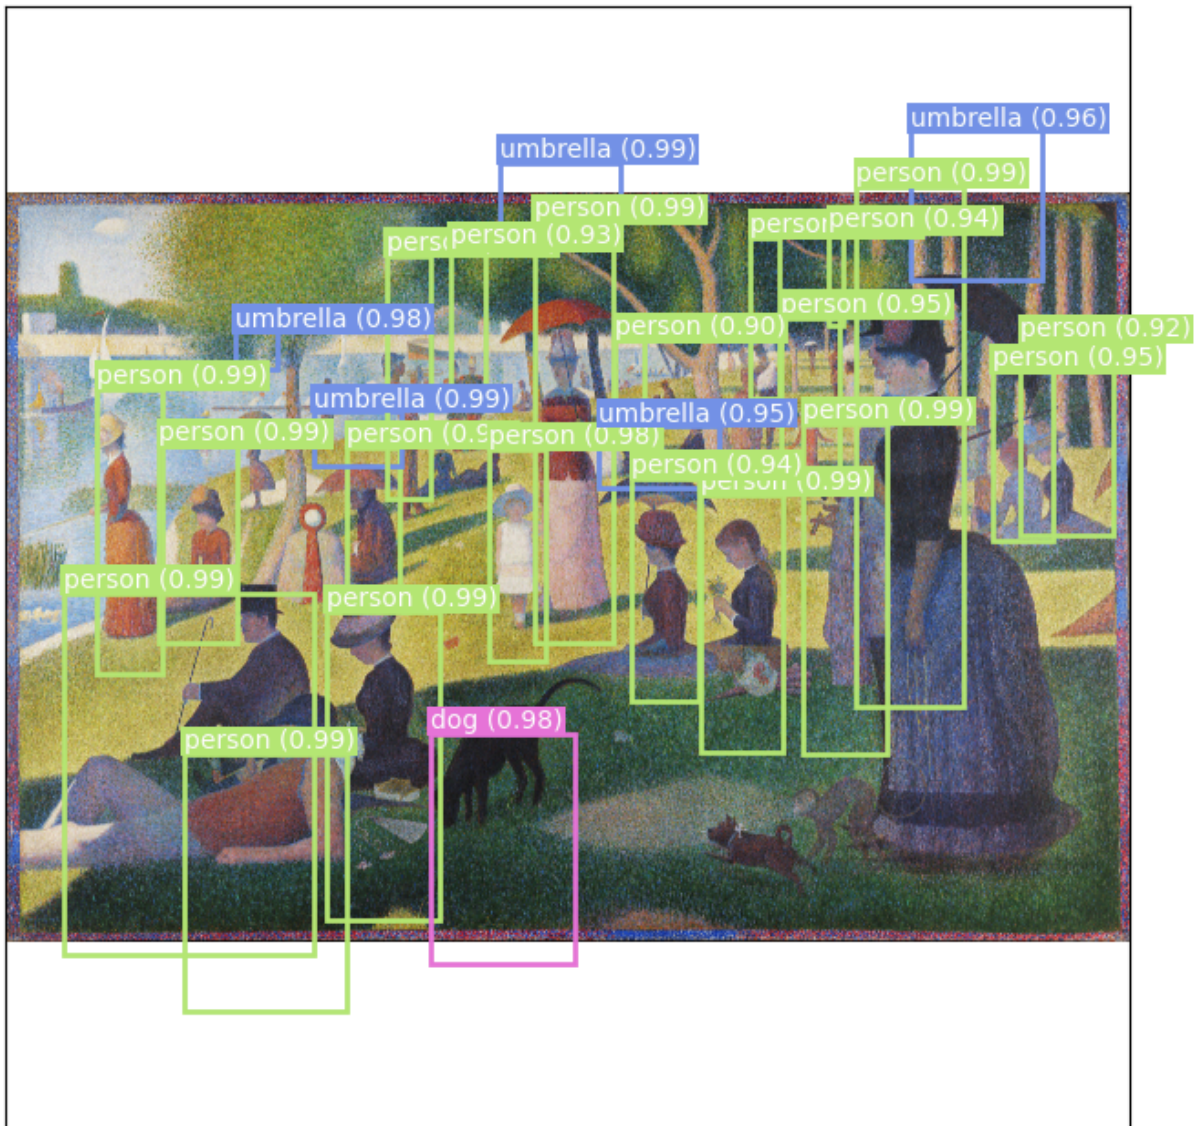 umbrella (0.96)
umbrella (0.99)
person (0.99)
person (0.99)
person (0.94)
person (0.93)
person (0.95)
umbrella (0.98)
person (0.90)
person (0.92)
person (0.95)
person (0.99)
umbrella (0.99)
umbrella (0.95)
person (0.99)
person (0.99)
person (0.98)
person (0.94)
person (0.99)
person (0.99)
person (0.99)
dog (0.98)
person (0.99)